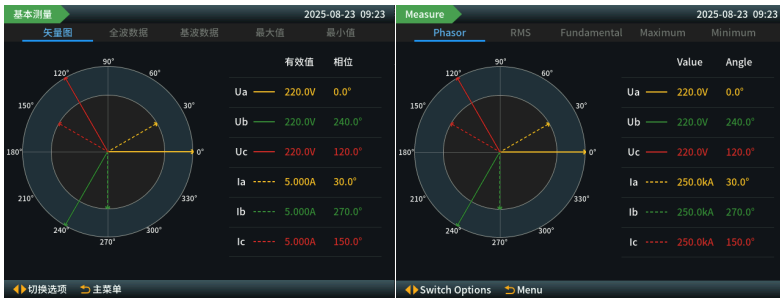 基本测量
2025-08-23 09:23
矢量图 全波数据 基波数据 最大值 最小值
有效值 相位
Ua 220.0V 0.0°
Ub 220.0V 240.0°
Uc 220.0V 120.0°
Ia 5.000A 30.0°
Ib 5.000A 270.0°
Ic 5.000A 150.0°
90°
120° 60°
150° 30°
180° 0°
210° 330°
240° 300°
270°
切换选项 主菜单
Measure
2025-08-23 09:23
Phasor RMS Fundamental Maximum Minimum
Value Angle
Ua 220.0V 0.0°
Ub 220.0V 240.0°
Uc 220.0V 120.0°
Ia 250.0kA 30.0°
Ib 250.0kA 270.0°
Ic 250.0kA 150.0°
90°
120° 60°
150° 30°
180° 0°
210° 330°
240° 300°
270°
Switch Options Menu